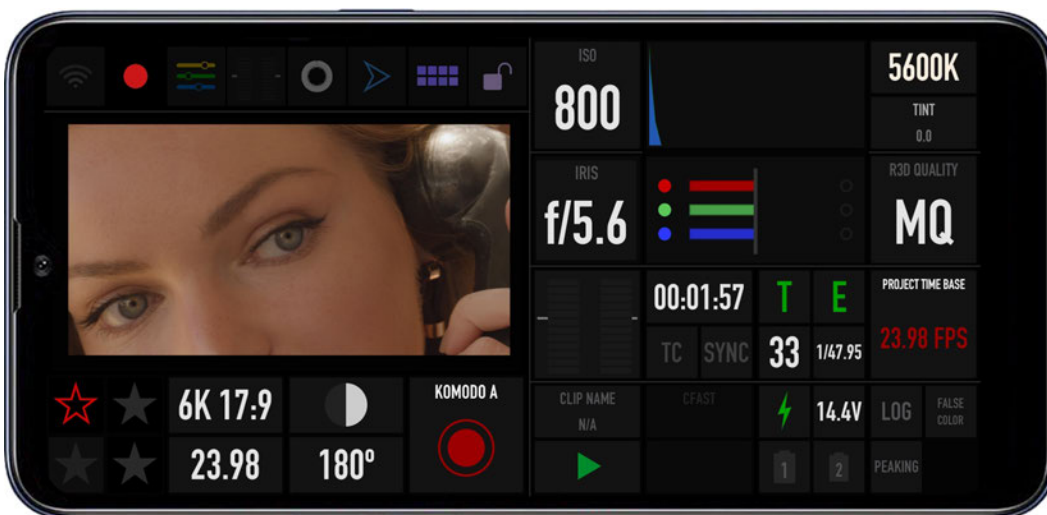 ISO
800
5600K
TINT
0.0
IRIS
f/5.6
R3D QUALITY
MQ
00:01:57
T
E
PROJECT TIME BASE
23.98 FPS
TC
SYNC
33
1/47.95
6K 17:9
KOMODO A
23.98
180º
CLIP NAME
N/A
CFAST
14.4V
LOG
FALSE
COLOR
1
2
PEAKING